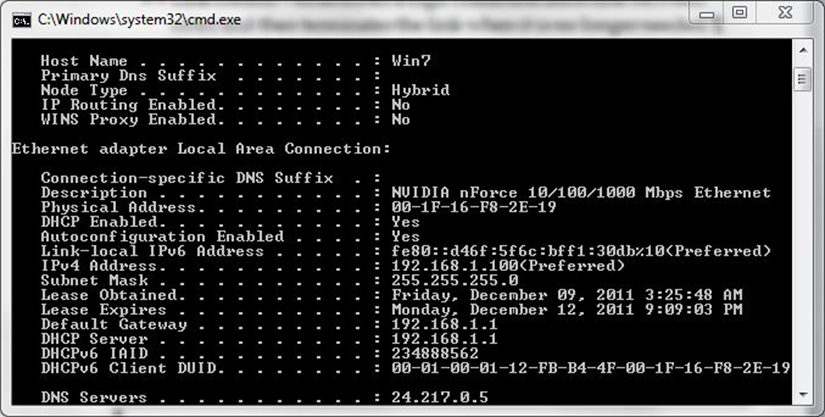 C:\Windows\system32\cmd.exe
Host Name . . . . . . . . . . . . : Win7
Primary Dns Suffix  . . . . . . . :
Node Type . . . . . . . . . . . . : Hybrid
IP Routing Enabled. . . . . . . . : No
WINS Proxy Enabled. . . . . . . . : No
Ethernet adapter Local Area Connection:
Connection-specific DNS Suffix  . :
Description . . . . . . . . . . . : NVIDIA nForce 10/100/1000 Mbps Ethernet
Physical Address. . . . . . . . . : 00-1F-16-F8-2E-19
DHCP Enabled. . . . . . . . . . . : Yes
Autoconfiguration Enabled . . . . : Yes
Link-local IPv6 Address . . . . . : fe80::d46f:5f6c:bff1:30db%10(Preferred)
IPv4 Address. . . . . . . . . . . : 192.168.1.100(Preferred)
Subnet Mask . . . . . . . . . . . : 255.255.255.0
Lease Obtained. . . . . . . . . . : Friday, December 09, 2011 3:25:48 AM
Lease Expires . . . . . . . . . . : Monday, December 12, 2011 9:09:03 PM
Default Gateway . . . . . . . . . : 192.168.1.1
DHCP Server . . . . . . . . . . . : 192.168.1.1
DHCPv6 IAID . . . . . . . . . . . : 234888562
DHCPv6 Client DUID. . . . . . . . : 00-01-00-01-12-FB-B4-4F-00-1F-16-F8-2E-19
DNS Servers . . . . . . . . . . . : 24.217.0.5